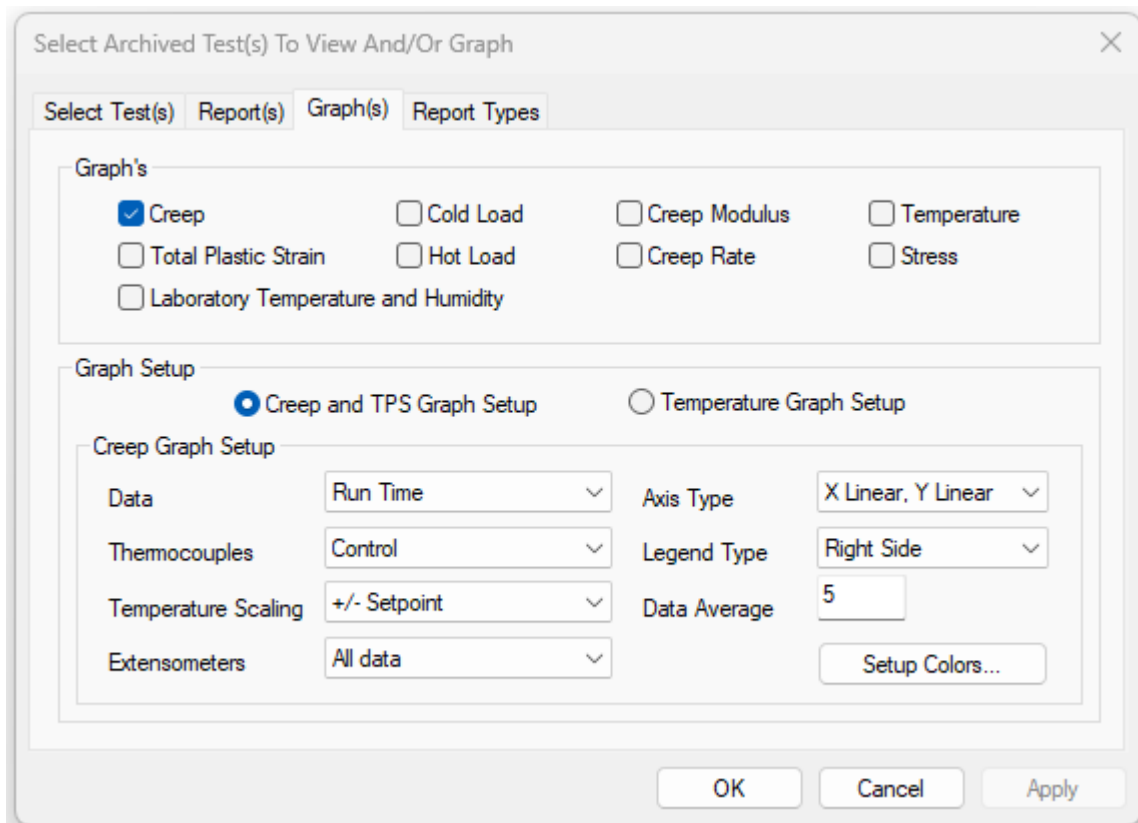 Select Archived Test(s) To View And/Or Graph
Select Test(s) Report(s) Graph(s) Report Types
Graph's
Creep Cold Load Creep Modulus Temperature
Total Plastic Strain Hot Load Creep Rate Stress
Laboratory Temperature and Humidity
Graph Setup
Creep and TPS Graph Setup Temperature Graph Setup
Creep Graph Setup
Data Run Time Axis Type X Linear, Y Linear
Thermocouples Control Legend Type Right Side
Temperature Scaling +/- Setpoint Data Average 5
Extensometers All data Setup Colors...
OK Cancel Apply